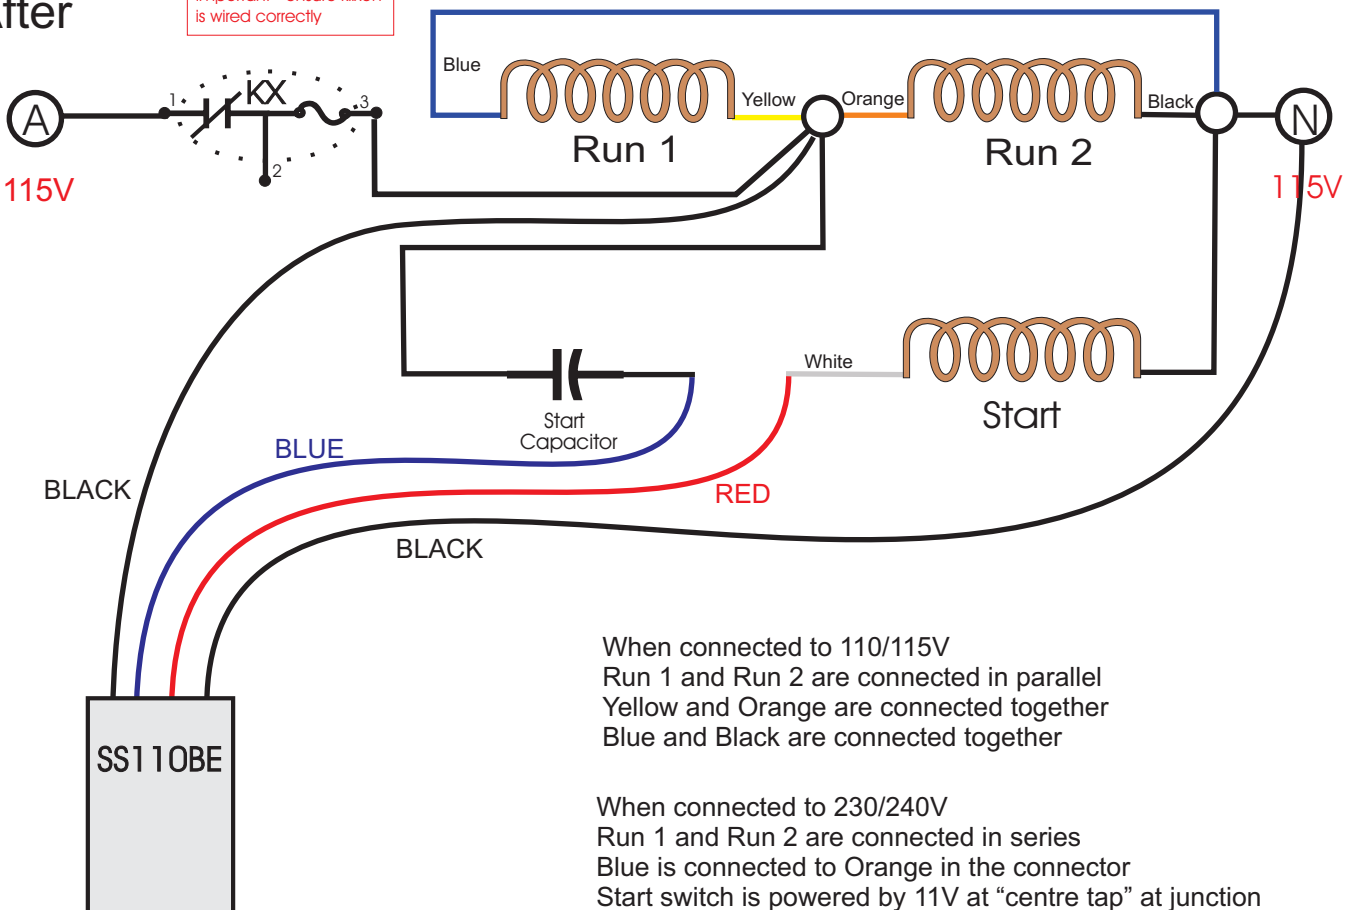 After
is wired correctly
Blue
Yellow
Orange
Black
1
KX
3
2
A
N
Run 1
Run 2
115V
115V
White
Start
Start
Capacitor
BLUE
BLACK
RED
BLACK
SS110BE
When connected to 110/115V
Run 1 and Run 2 are connected in parallel
Yellow and Orange are connected together
Blue and Black are connected together
When connected to 230/240V
Run 1 and Run 2 are connected in series
Blue is connected to Orange in the connector
Start switch is powered by 11V at “centre tap” at junction